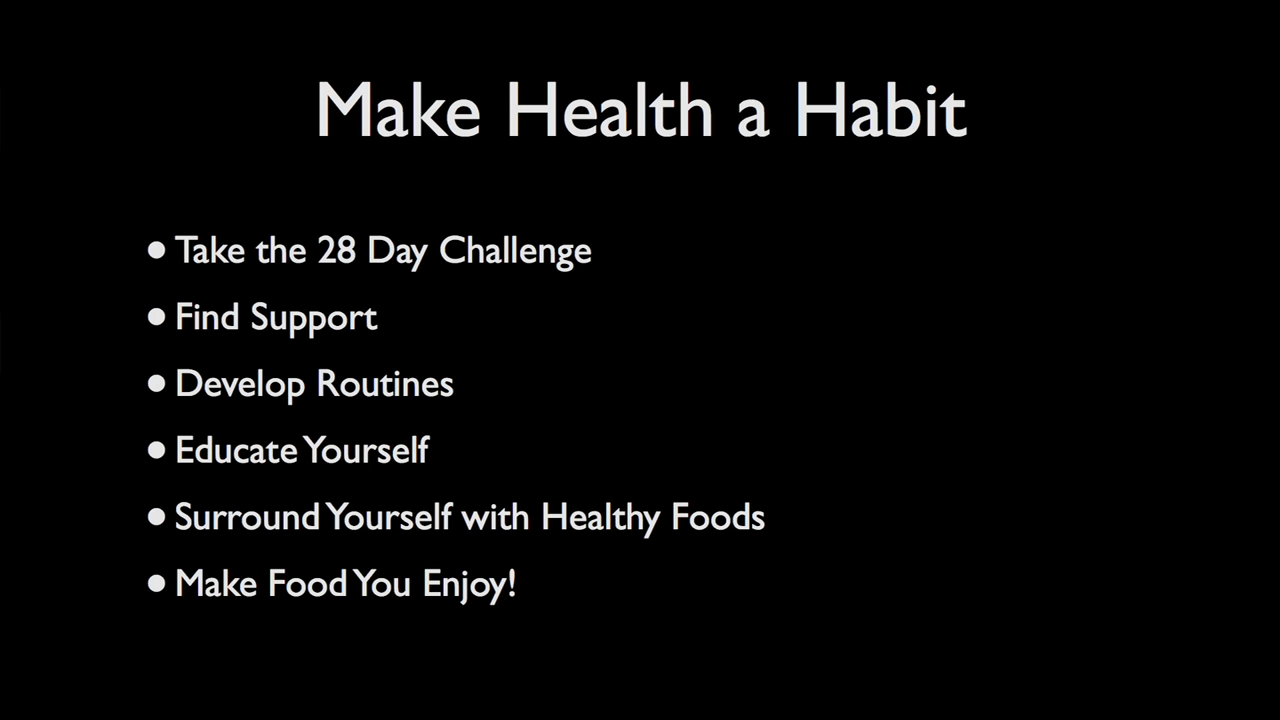 Make Health a Habit
• Take the 28 Day Challenge
• Find Support
• Develop Routines
• Educate Yourself
• Surround Yourself with Healthy Foods
• Make Food You Enjoy!